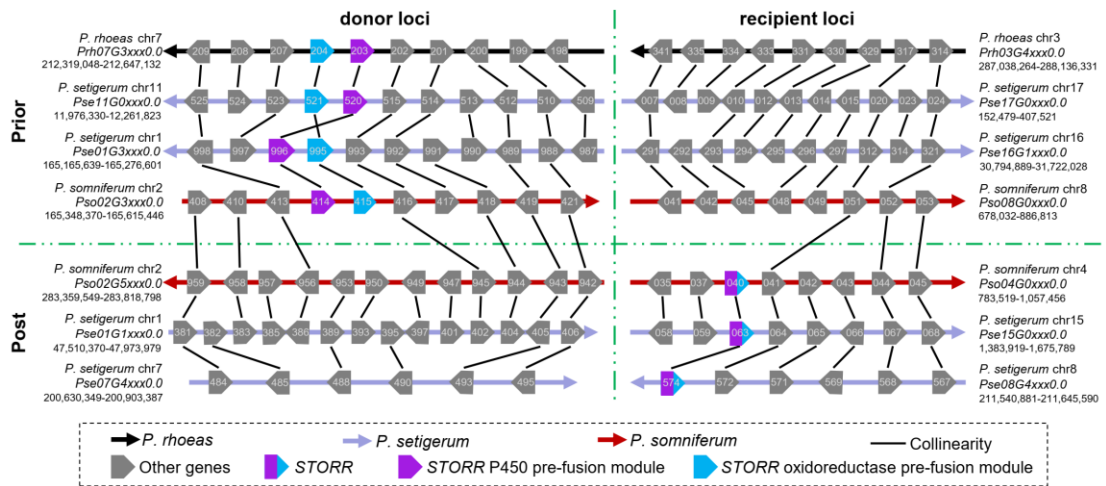 donor loci
recipient loci
Prior
Post
P. rhoeas chr7
Prh07G3xxx0.0
212,319,048-212,647,132
209 208 207 204 203 202 201 200 199 198
341 335 334 333 331 330 329 317 314
P. rhoeas chr3
Prh03G4xxx0.0
287,038,264-288,136,331
P. setigerum chr11
Pse11G0xxx0.0
11,976,330-12,261,823
525 524 523 521 520 515 514 513 512 510 509
007 008 009 010 012 013 014 015 020 023 024
P. setigerum chr17
Pse17G0xxx0.0
152,479-407,521
P. setigerum chr1
Pse01G3xxx0.0
165,165,639-165,276,601
998 997 996 995 993 992 991 990 989 988 987
291 292 293 294 295 296 297 312 314 321
P. setigerum chr16
Pse16G1xxx0.0
30,794,889-31,722,028
P. somniferum chr2
Pso02G3xxx0.0
165,348,370-165,615,446
408 410 413 414 415 416 417 418 419 421
041 042 045 048 049 051 052 053
P. somniferum chr8
Pso08G0xxx0.0
678,032-886,813
P. somniferum chr2
Pso02G5xxx0.0
283,359,549-283,818,798
959 958 957 956 953 950 949 947 945 944 943 942
035 037 040 041 042 043 044 045
P. somniferum chr4
Pso04G0xxx0.0
783,519-1,057,456
P. setigerum chr1
Pse01G1xxx0.0
47,510,370-47,973,979
381 382 383 385 386 389 395 397 401 402 404 405 406
058 059 063 064 065 066 067 068
P. setigerum chr15
Pse15G0xxx0.0
1,383,919-1,675,789
P. setigerum chr7
Pse07G4xxx0.0
200,630,349-200,903,387
484 485 488 490 493 495
574 572 571 569 568 567
P. setigerum chr8
Pse08G4xxx0.0
211,540,881-211,645,590
P. rhoeas P. setigerum P. somniferum Collinearity
Other genes STORR STORR P450 pre-fusion module STORR oxidoreductase pre-fusion module